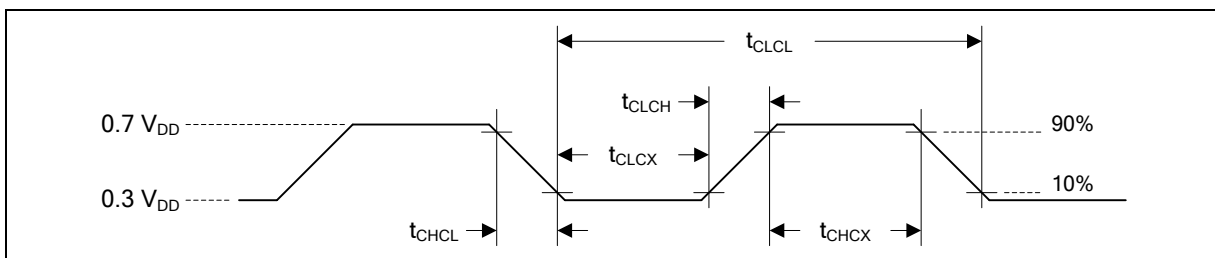 tCLCL
tCLCH
0.7 VDD
90%
tCLCX
0.3 VDD
10%
tCHCL
tCHCX